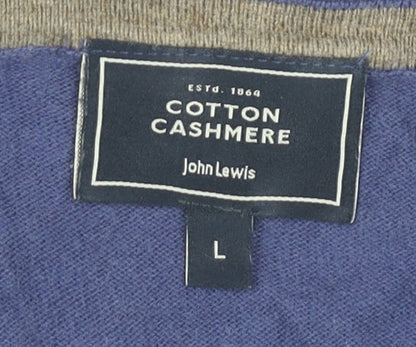 ESTd. 1864
COTTON
CASHMERE
John Lewis
L